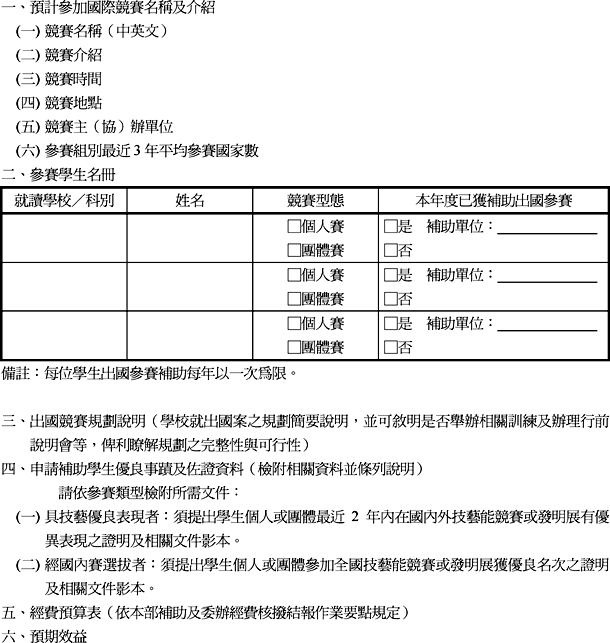 一、預計參加國際競賽名稱及介紹
(一) 競賽名稱（中英文）
(二) 競賽介紹
(三) 競賽時間
(四) 競賽地點
(五) 競賽主（協）辦單位
(六) 參賽組別最近 3 年平均參賽國家數
二、參賽學生名冊
就讀學校／科別 姓名 競賽型態 本年度已獲補助出國參賽
□個人賽 □是 補助單位：
□團體賽 □否
□個人賽 □是 補助單位：
□團體賽 □否
□個人賽 □是 補助單位：
□團體賽 □否
備註：每位學生出國參賽補助每年以一次為限。
三、出國競賽規劃說明（學校就出國案之規劃簡要說明，並可敘明是否舉辦相關訓練及辦理行前
說明會等，俾利瞭解規劃之完整性與可行性）
四、申請補助學生優良事蹟及佐證資料（檢附相關資料並條列說明）
請依參賽類型檢附所需文件：
(一) 具技藝優良表現者：須提出學生個人或團體最近 2 年內在國內外技藝能競賽或發明展有優
異表現之證明及相關文件影本。
(二) 經國內賽選拔者：須提出學生個人或團體參加全國技藝能競賽或發明展獲優良名次之證明
及相關文件影本。
五、經費預算表（依本部補助及委辦經費核撥結報作業要點規定）
六、預期效益